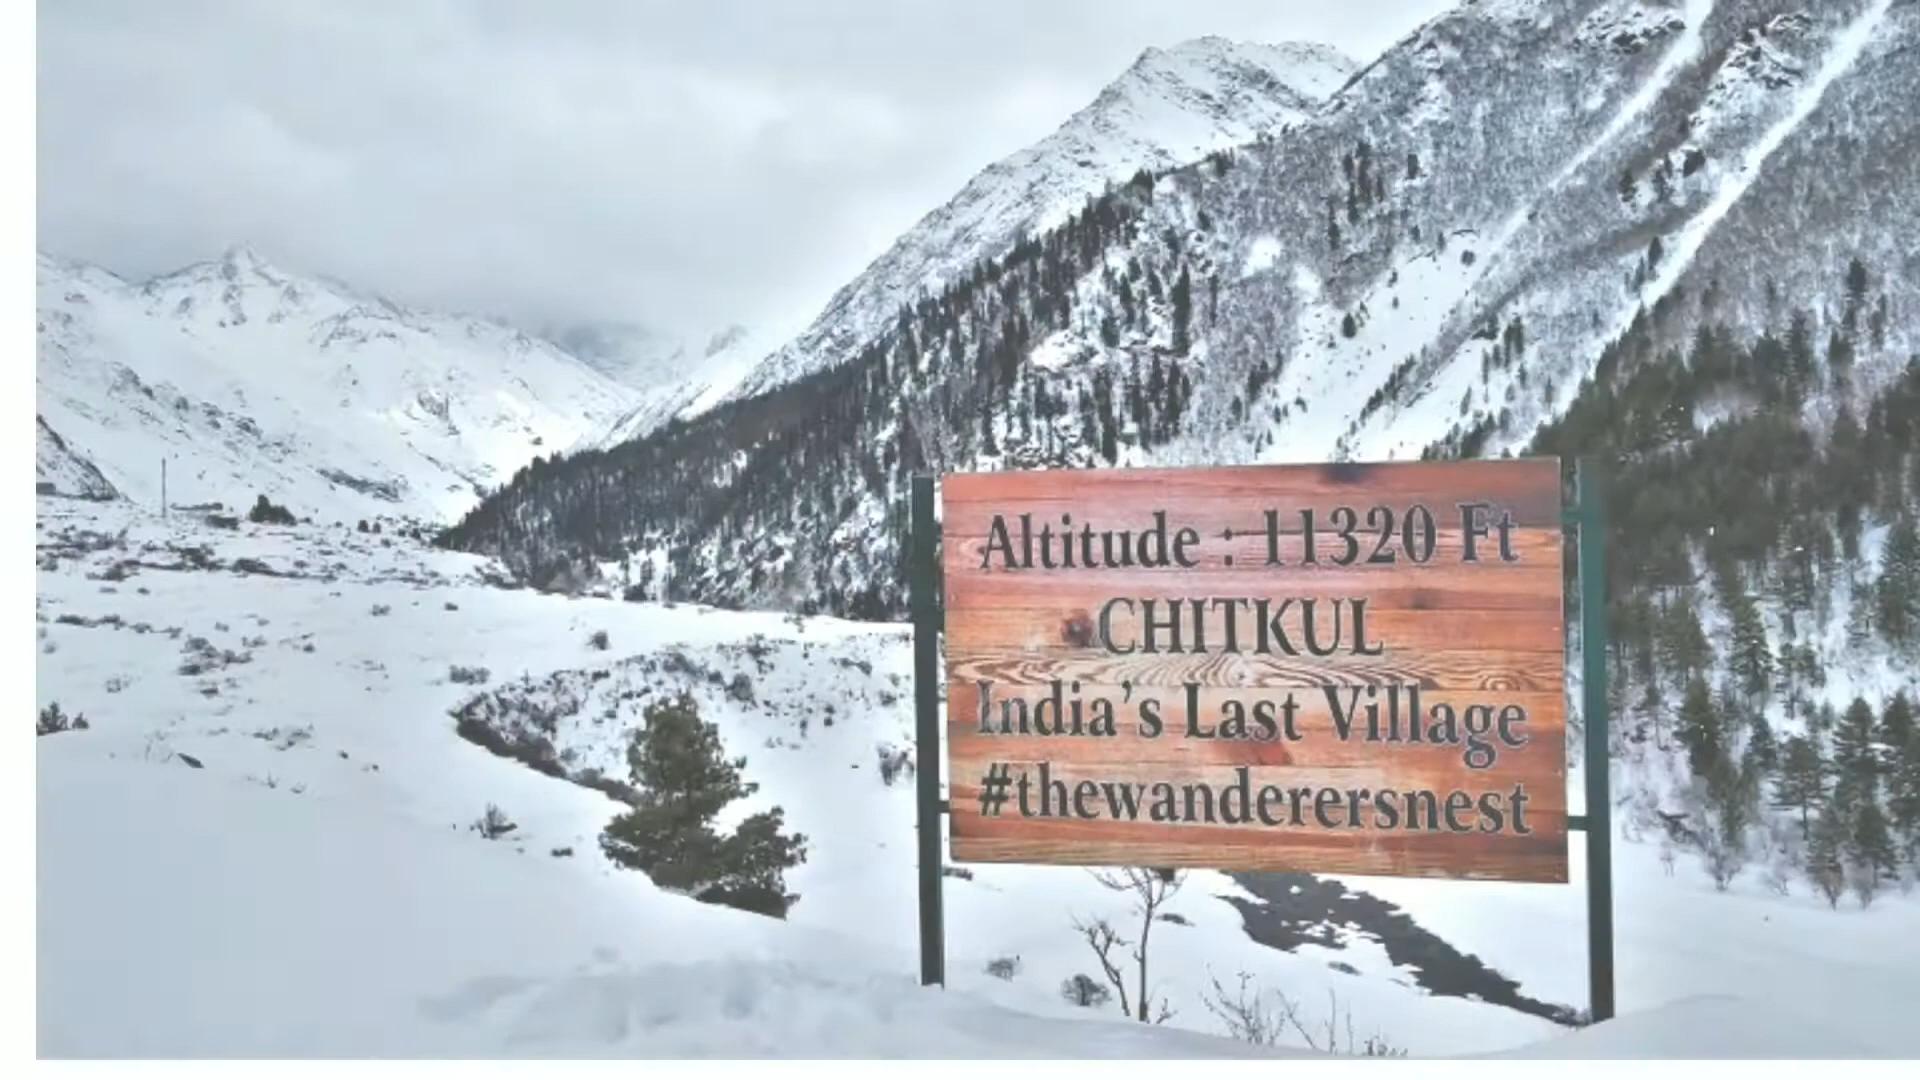 Altitude : 11320 Ft
CHITKUL
India's Last Village
#thewanderersnest